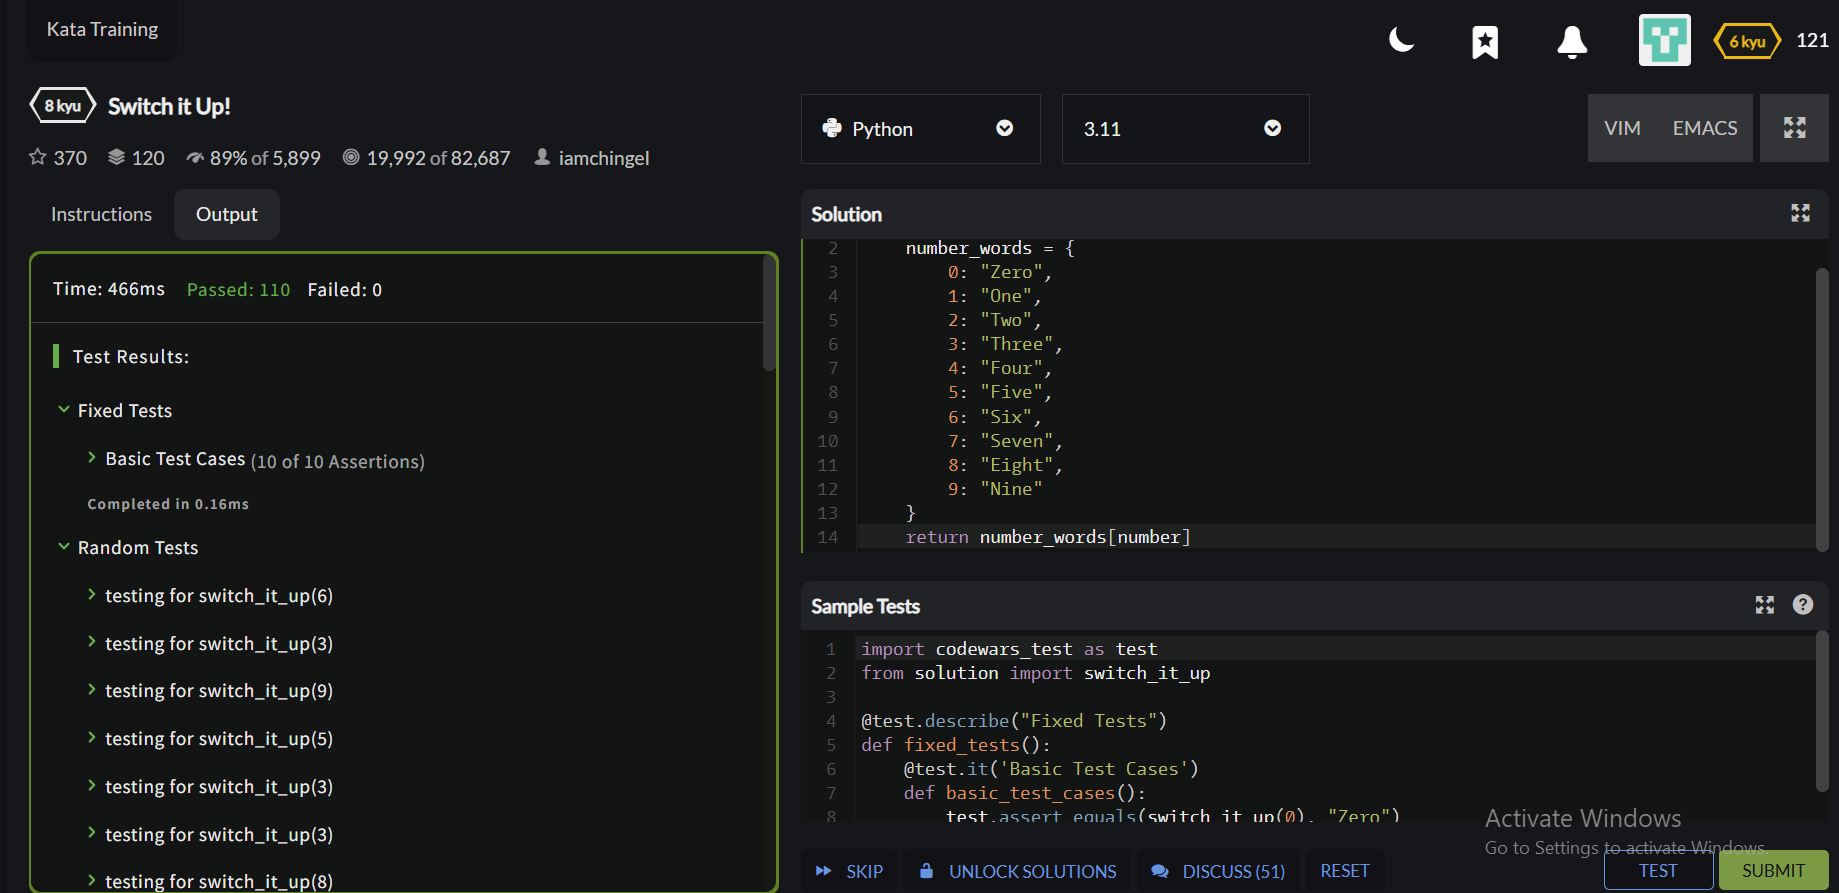 Kata Training
6 kyu 121
8 kyu Switch it Up!
370 120 89% of 5,899 19,992 of 82,687 iamchingel
Python 3.11 VIM EMACS
Instructions Output
Time: 466ms Passed: 110 Failed: 0
Test Results:
Fixed Tests
Basic Test Cases (10 of 10 Assertions)
Completed in 0.16ms
Random Tests
testing for switch_it_up(6)
testing for switch_it_up(3)
testing for switch_it_up(9)
testing for switch_it_up(5)
testing for switch_it_up(3)
testing for switch_it_up(3)
testing for switch_it_up(8)
Solution
2 number_words = {
3 0: "Zero",
4 1: "One",
5 2: "Two",
6 3: "Three",
7 4: "Four",
8 5: "Five",
9 6: "Six",
10 7: "Seven",
11 8: "Eight",
12 9: "Nine"
13 }
14 return number_words[number]
Sample Tests
1 import codewars_test as test
2 from solution import switch_it_up
3
4 @test.describe("Fixed Tests")
5 def fixed_tests():
6 @test.it('Basic Test Cases')
7 def basic_test_cases():
8 test.assert_equals(switch_it_up(0), "Zero")
Activate Windows
Go to Settings to activate Windows.
SKIP UNLOCK SOLUTIONS DISCUSS (51) RESET TEST SUBMIT